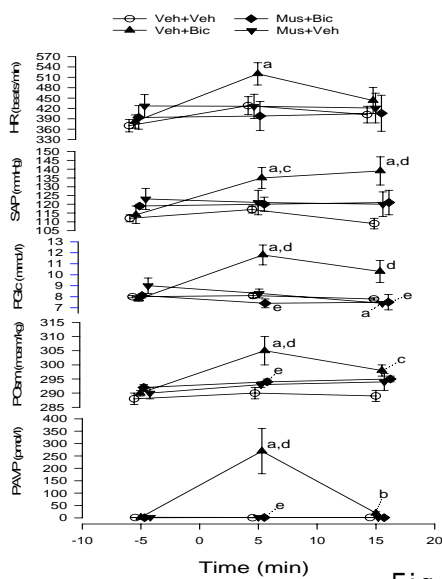 Veh+Veh Mus+Bic
Veh+Bic Mus+Veh
HR (beats/min)
570
540
510
480
450
420
390
360
330
a
SAP (mmHg)
150
145
140
135
130
125
120
115
110
105
a,c
a,d
PGlc (mmol/l)
13
12
11
10
9
8
7
6
a,d
d
e
a
e
POsm (mosm/kg)
315
310
305
300
295
290
285
a,d
c
e
PAVP (pmol/l)
400
350
300
250
200
150
100
50
0
a,d
e
b
-10 -5 0 5 10 15 20
Time (min)
Fig